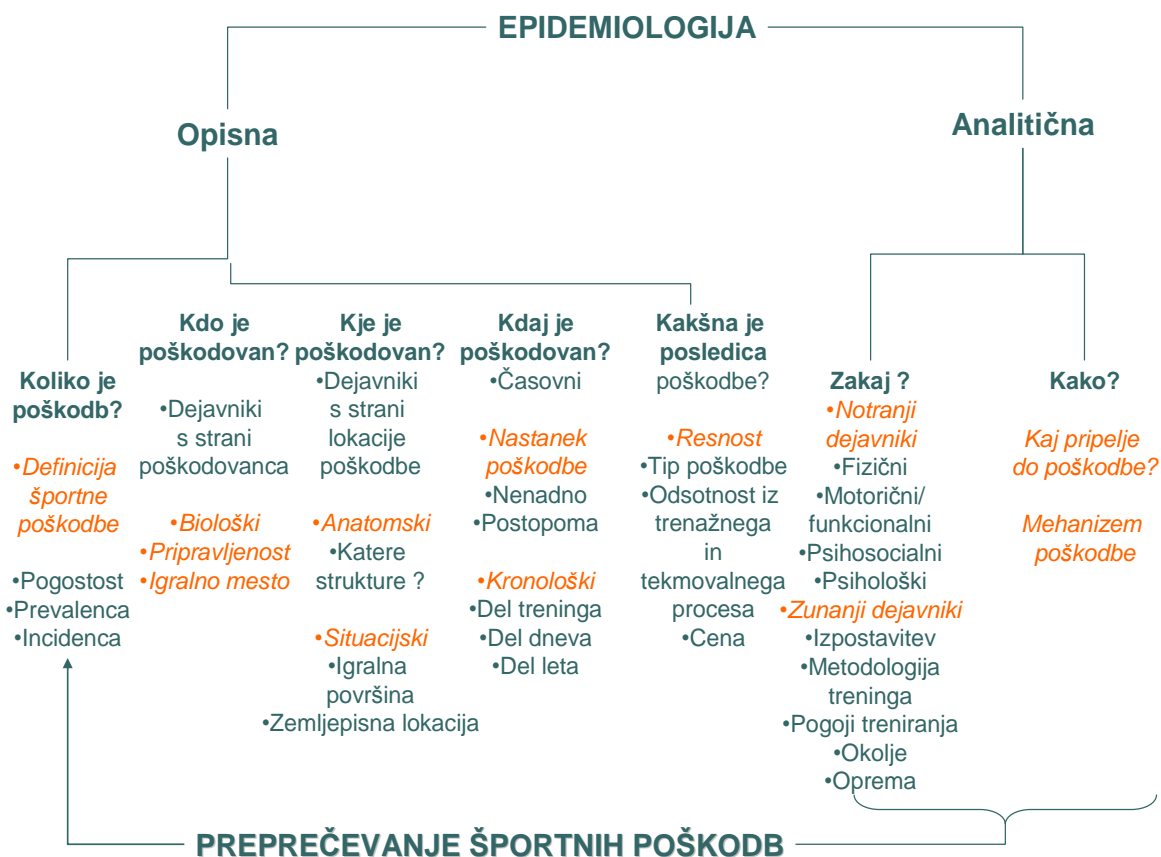 EPIDEMIOLOGIJA
Opisna
Analitična
Koliko je
poškodb?
•Definicija
športne
poškodbe
•Pogostost
•Prevalenca
•Incidenca
Kdo je
poškodovan?
•Dejavniki
s strani
poškodovanca
•Biološki
•Pripravljenost
•Igralno mesto
Kje je
poškodovan?
•Dejavniki
s strani
lokacije
poškodbe
•Anatomski
•Katere
strukture ?
•Situacijski
•Igralna
površina
•Zemljepisna lokacija
Kdaj je
poškodovan?
•Časovni
•Nastanek
poškodbe
•Nenadno
•Postopoma
•Kronološki
•Del treninga
•Del dneva
•Del leta
Kakšna je
posledica
poškodbe?
•Resnost
•Tip poškodbe
•Odsotnost iz
trenažnega
in
tekmovalnega
procesa
•Cena
Zakaj ?
•Notranji
dejavniki
•Fizični
•Motorični/
funkcionalni
•Psihosocialni
•Psihološki
•Zunanji dejavniki
•Izpostavitev
•Metodologija
treninga
•Pogoji treniranja
•Okolje
•Oprema
Kako?
Kaj pripelje
do poškodbe?
Mehanizem
poškodbe
PREPREČEVANJE ŠPORTNIH POŠKODB